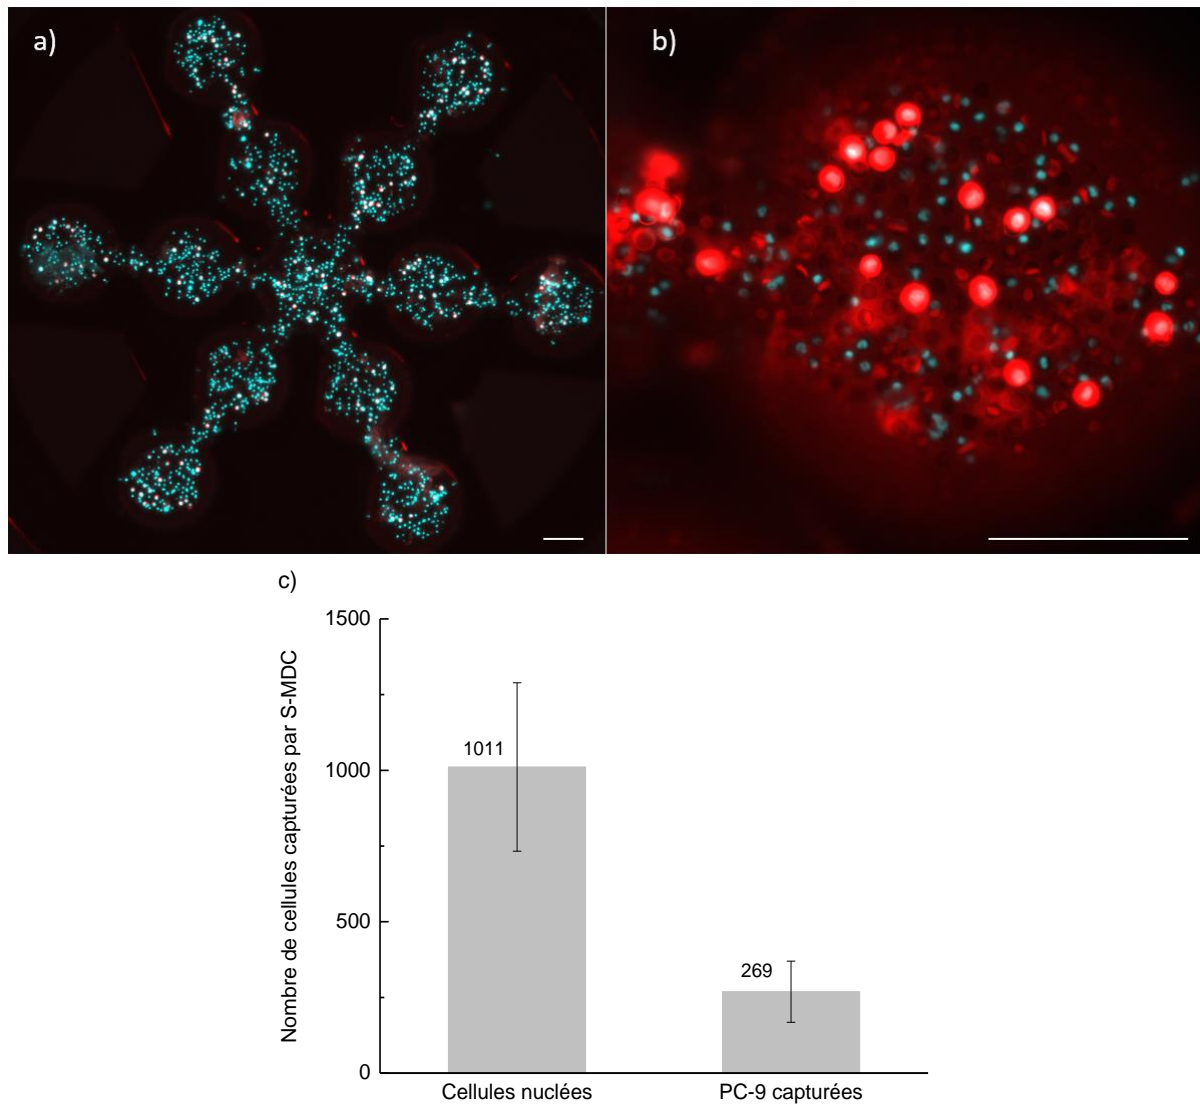 a)
b)
c)
1500
1000
500
0
Nombre de cellules capturées par S-MDC
1011
269
Cellules nuclées
PC-9 capturées